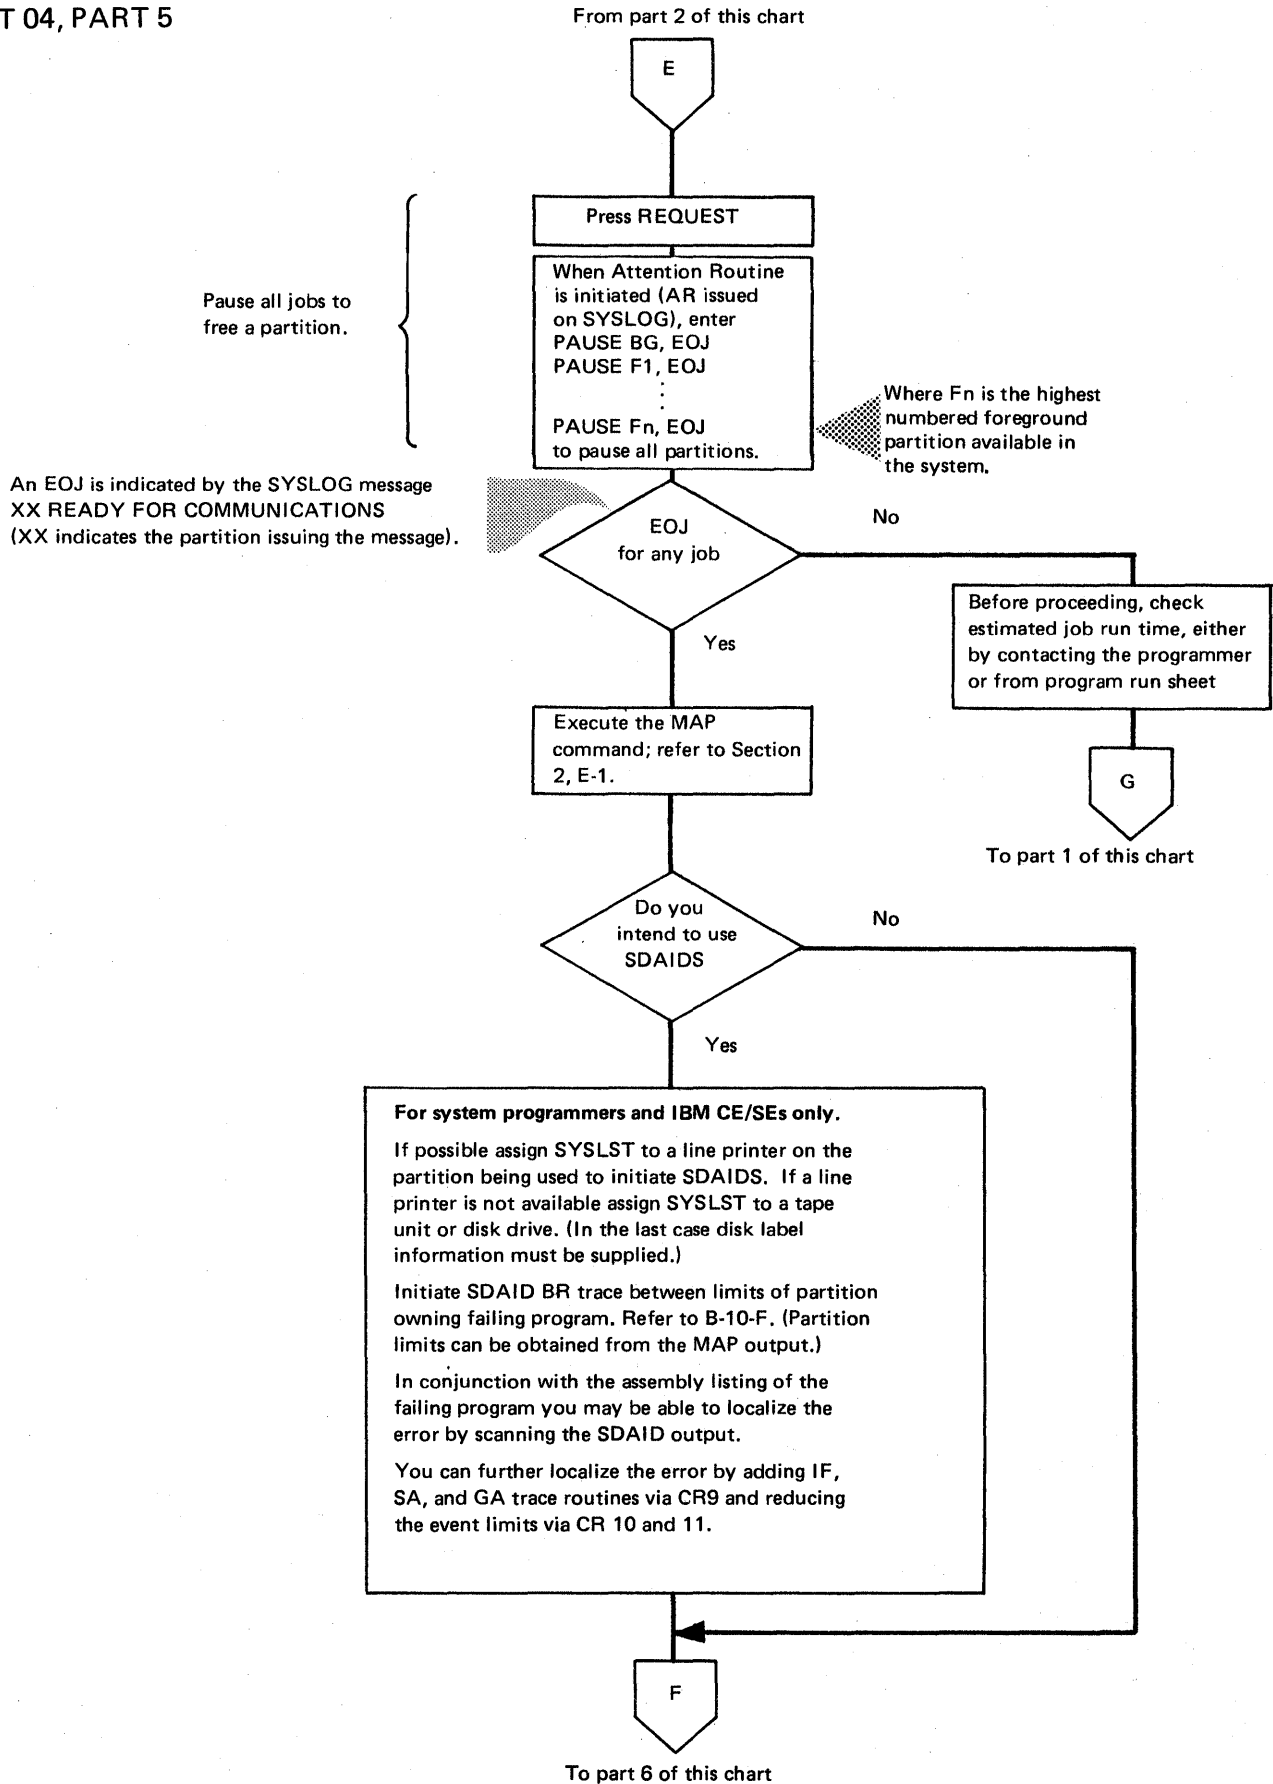 T 04, PART 5
From part 2 of this chart
E
Press REQUEST
Pause all jobs to
free a partition.
When Attention Routine
is initiated (AR issued
on SYSLOG), enter
PAUSE BG, EOJ
PAUSE F1, EOJ
.
.
.
PAUSE Fn, EOJ
to pause all partitions.
Where Fn is the highest
numbered foreground
partition available in
the system.
An EOJ is indicated by the SYSLOG message
XX READY FOR COMMUNICATIONS
(XX indicates the partition issuing the message).
EOJ
for any job
No
Yes
Before proceeding, check
estimated job run time, either
by contacting the programmer
or from program run sheet
G
To part 1 of this chart
Execute the MAP
command; refer to Section
2, E-1.
Do you
intend to use
SDAIDS
No
Yes
For system programmers and IBM CE/SEs only.
If possible assign SYSLST to a line printer on the
partition being used to initiate SDAIDS. If a line
printer is not available assign SYSLST to a tape
unit or disk drive. (In the last case disk label
information must be supplied.)
Initiate SDAID BR trace between limits of partition
owning failing program. Refer to B-10-F. (Partition
limits can be obtained from the MAP output.)
In conjunction with the assembly listing of the
failing program you may be able to localize the
error by scanning the SDAID output.
You can further localize the error by adding IF,
SA, and GA trace routines via CR9 and reducing
the event limits via CR 10 and 11.
F
To part 6 of this chart